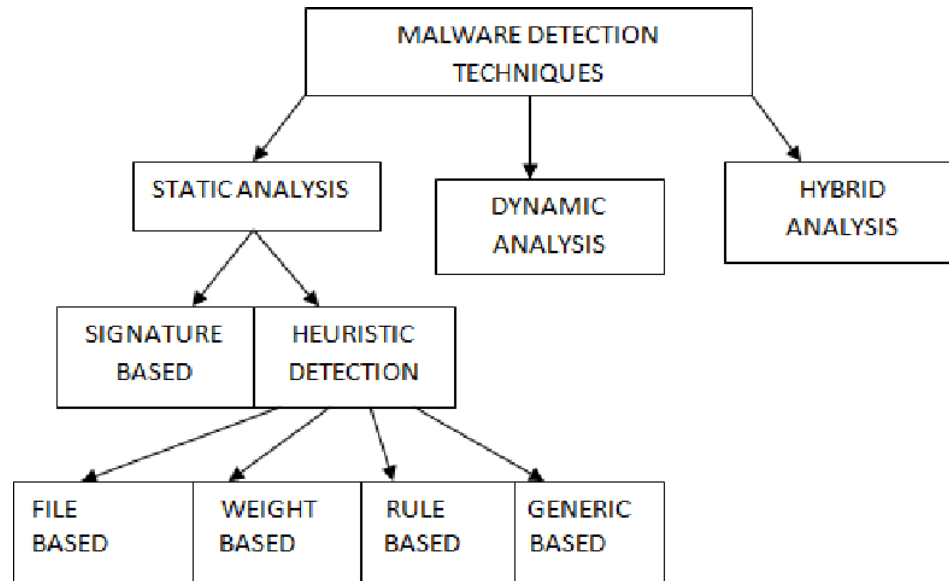 MALWARE DETECTION
TECHNIQUES
STATIC ANALYSIS
DYNAMIC
ANALYSIS
HYBRID
ANALYSIS
SIGNATURE
BASED
HEURISTIC
DETECTION
FILE
BASED
WEIGHT
BASED
RULE
BASED
GENERIC
BASED